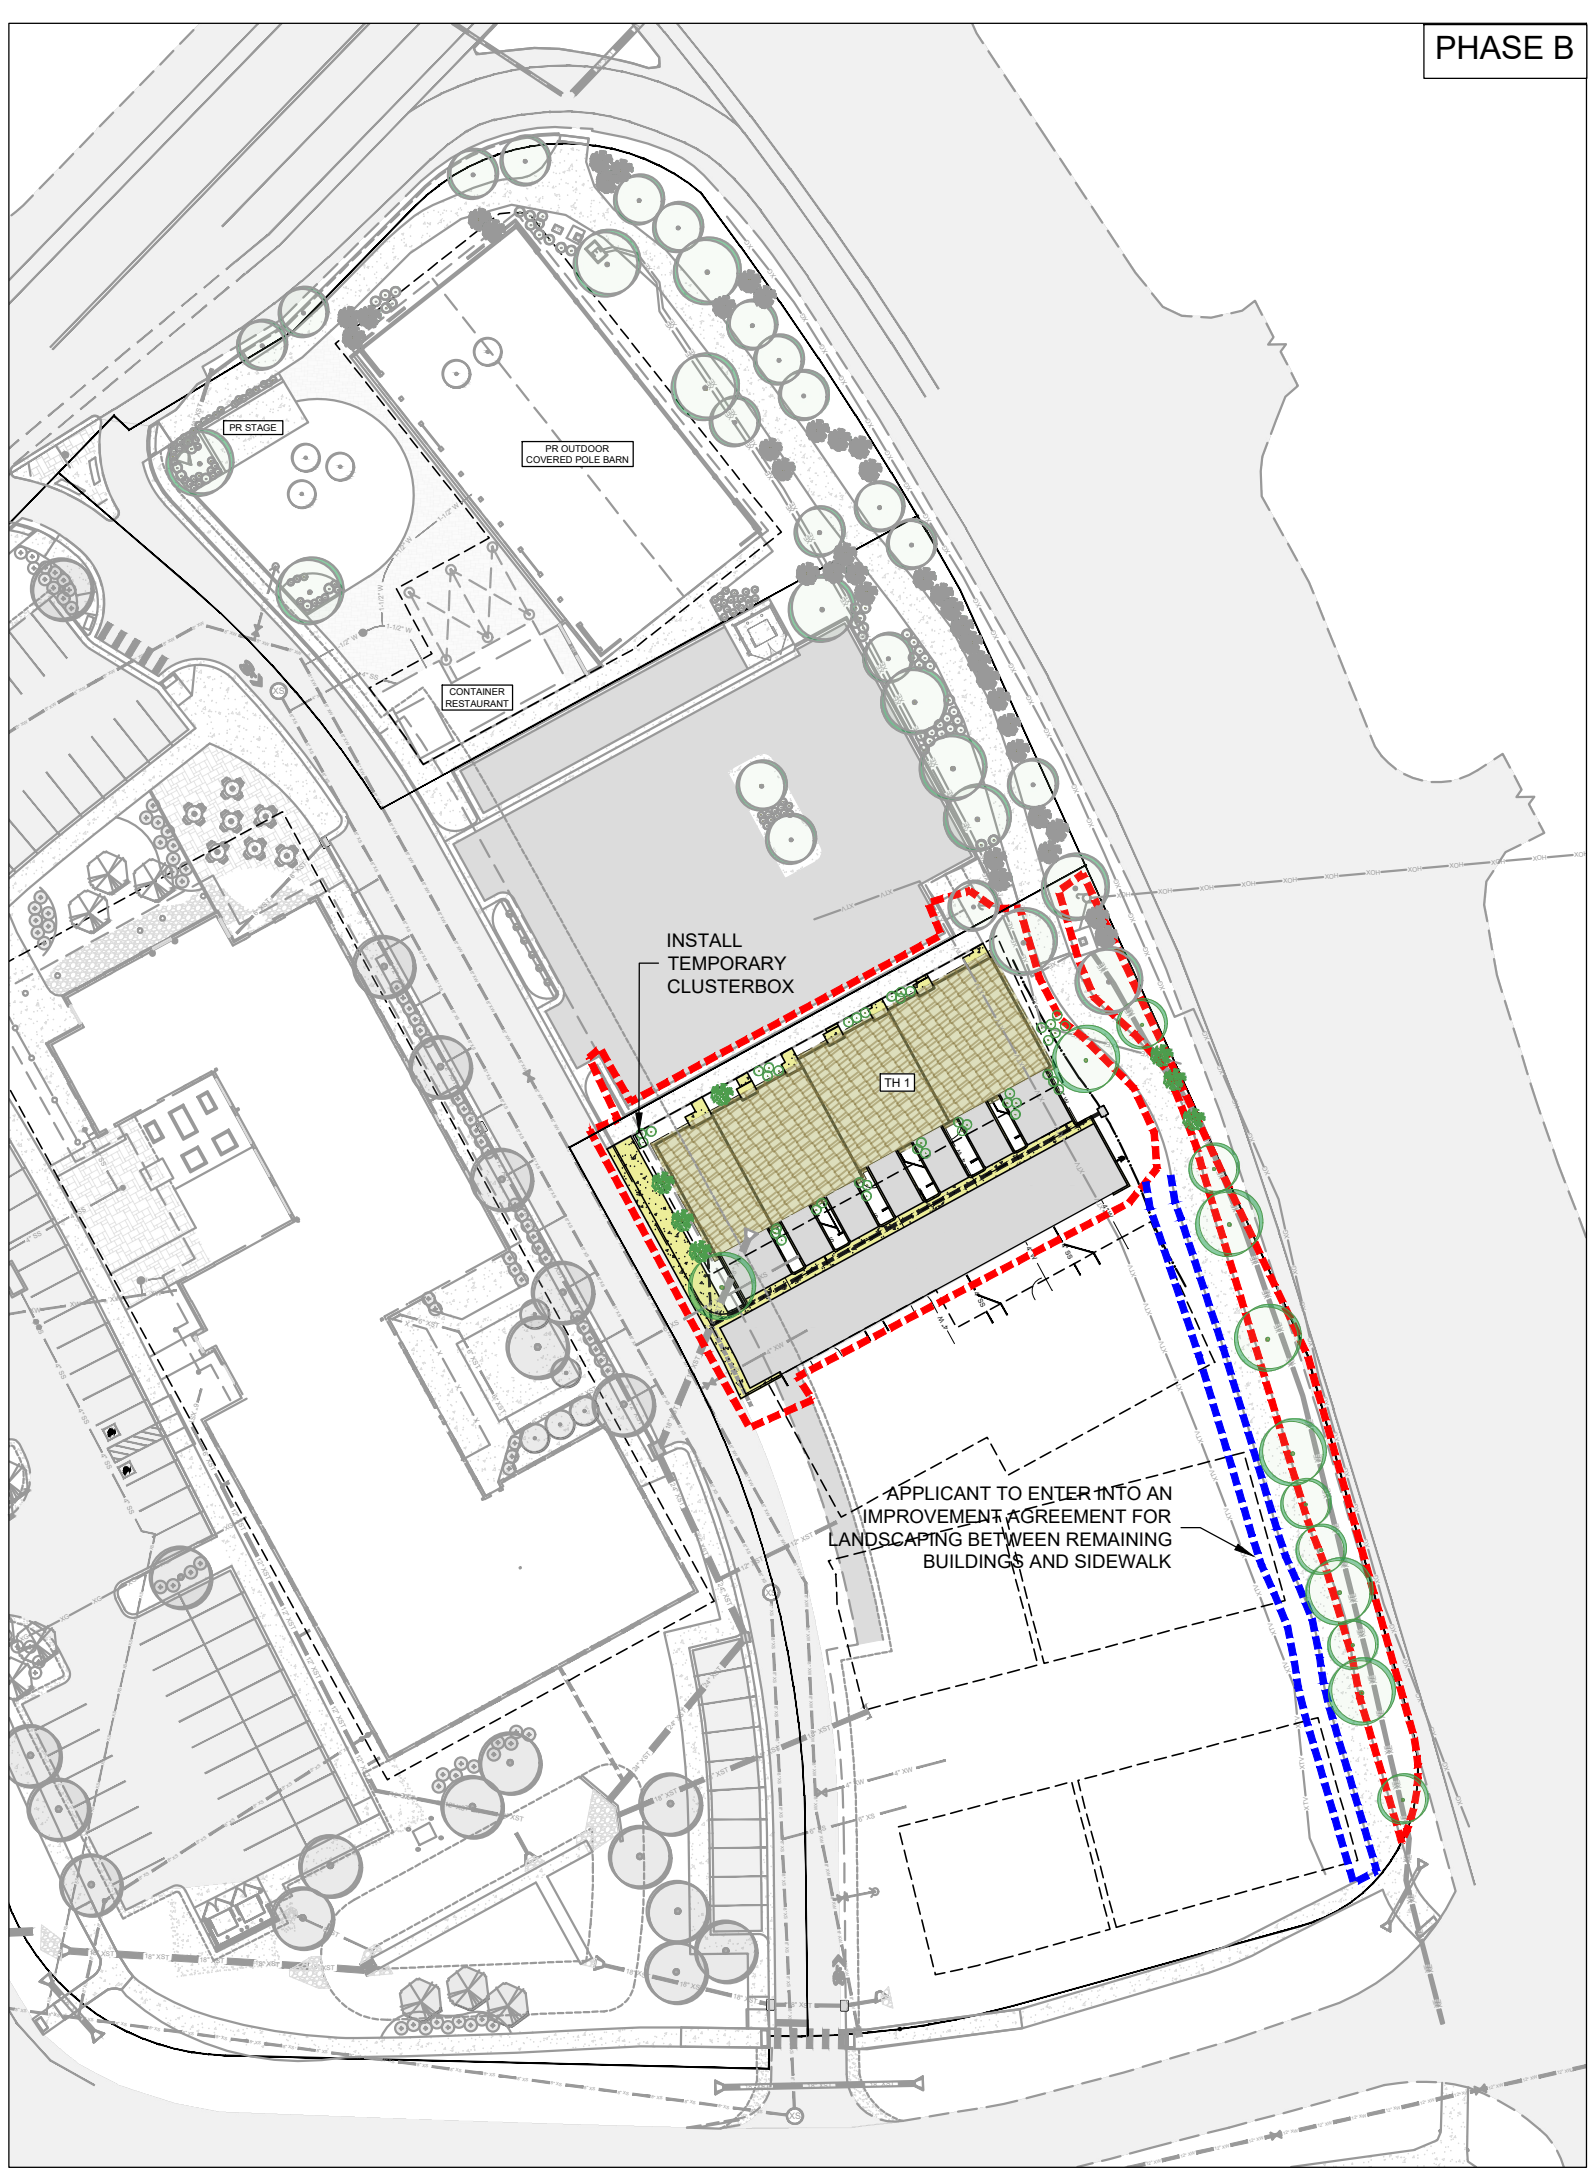 PHASE B
PR STAGE
PR OUTDOOR
COVERED POLE BARN
CONTAINER
RESTAURANT
INSTALL
TEMPORARY
CLUSTERBOX
TH 1
APPLICANT TO ENTER INTO AN
IMPROVEMENT AGREEMENT FOR
LANDSCAPING BETWEEN REMAINING
BUILDINGS AND SIDEWALK